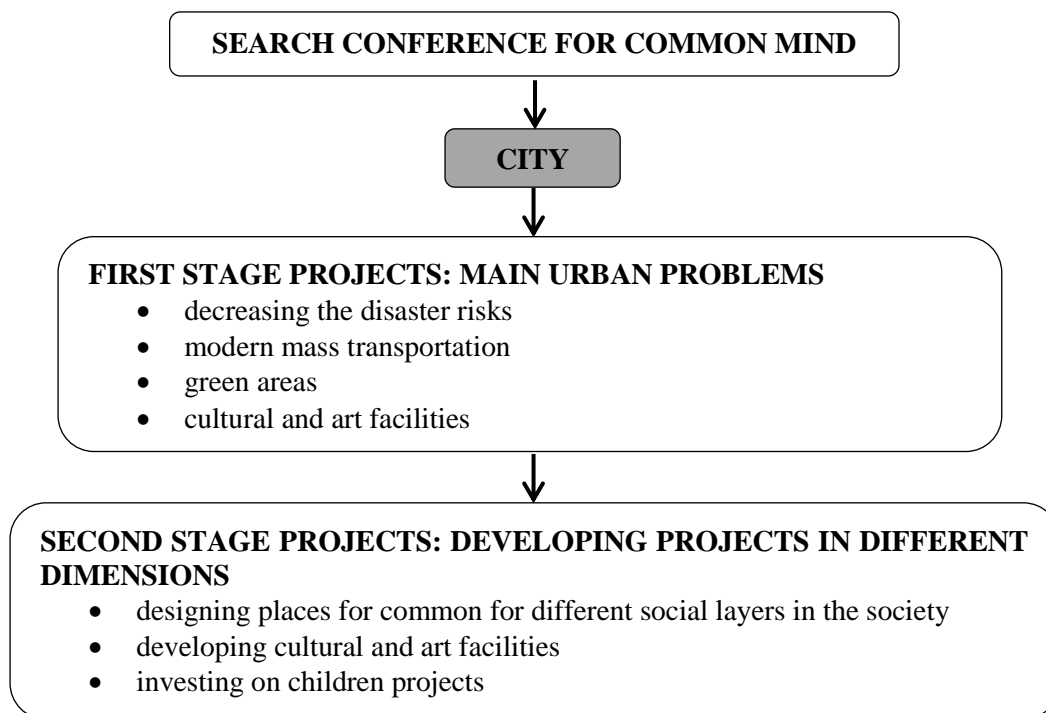 SEARCH CONFERENCE FOR COMMON MIND
CITY
FIRST STAGE PROJECTS: MAIN URBAN PROBLEMS
• decreasing the disaster risks
• modern mass transportation
• green areas
• cultural and art facilities
SECOND STAGE PROJECTS: DEVELOPING PROJECTS IN DIFFERENT
DIMENSIONS
• designing places for common for different social layers in the society
• developing cultural and art facilities
• investing on children projects